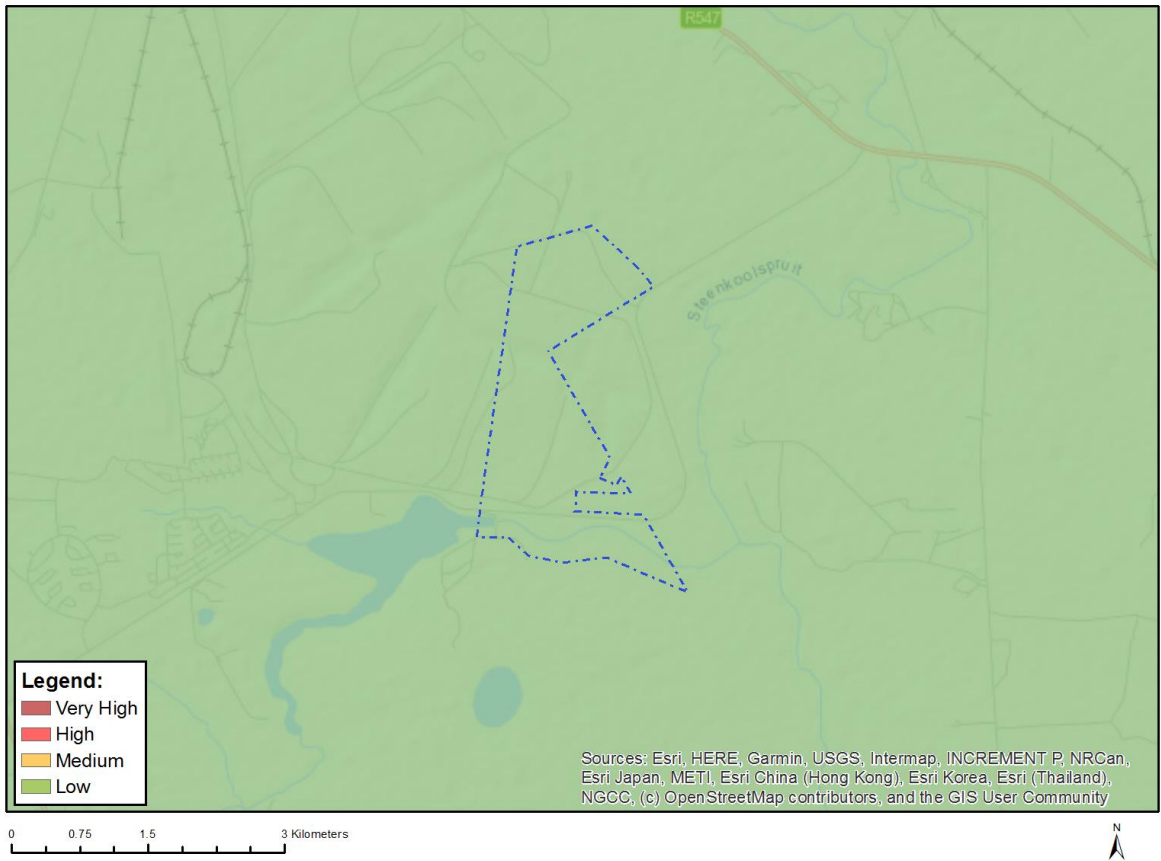 R547
Steenkoolspruit
Legend:
Very High
High
Medium
Low
Sources: Esri, HERE, Garmin, USGS, Intermap, INCREMENT P, NRCan,
Esri Japan, METI, Esri China (Hong Kong), Esri Korea, Esri (Thailand),
NGCC, (c) OpenStreetMap contributors, and the GIS User Community
0 0.75 1.5 3 Kilometers
N